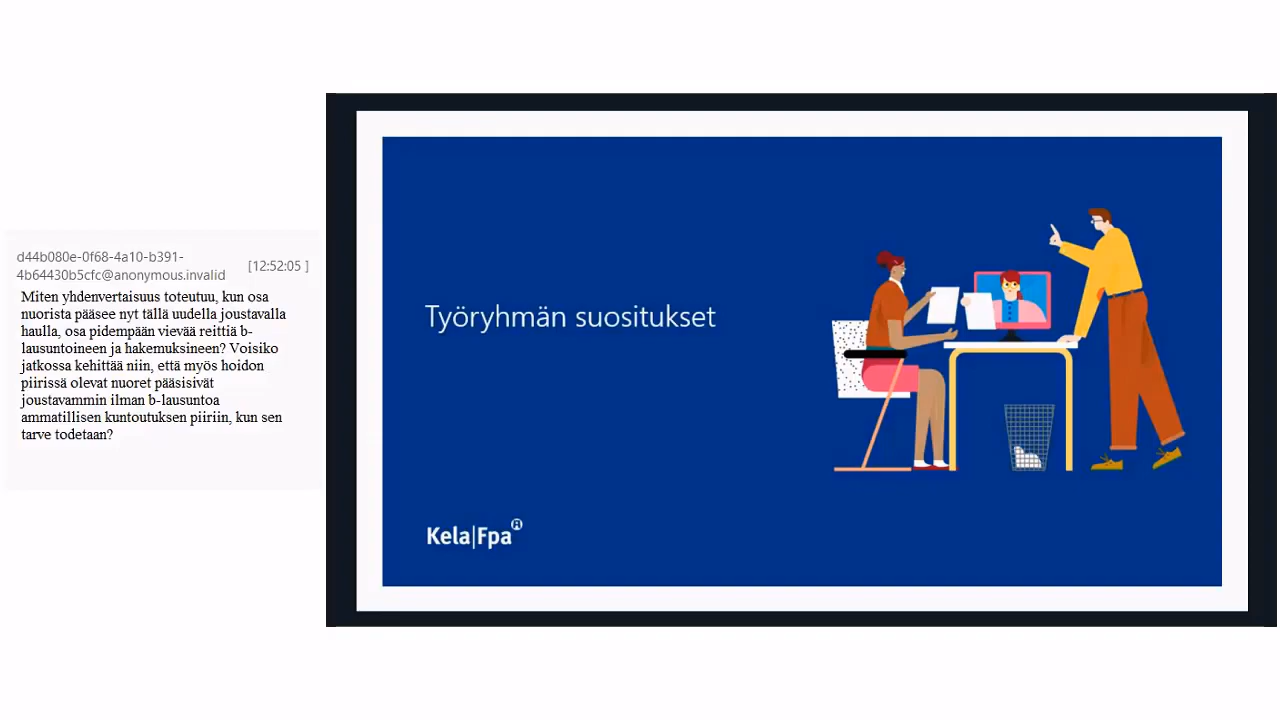 d44b080e-0f68-4a10-b391-
4b64430b5cfc@anonymous.invalid
[12:52:05 ]
Miten yhdenvertaisuus toteutuu, kun osa
nuorista pääsee nyt tällä uudella joustavalla
haulla, osa pidempään vievää reittiä b-
lausuntoineen ja hakemuksineen? Voisiko
jatkossa kehittää niin, että myös hoidon
piirissä olevat nuoret pääsisivät
joustavammin ilman b-lausuntoa
ammatillisen kuntoutuksen piiriin, kun sen
tarve todetaan?
Työryhmän suositukset
Kela|Fpa